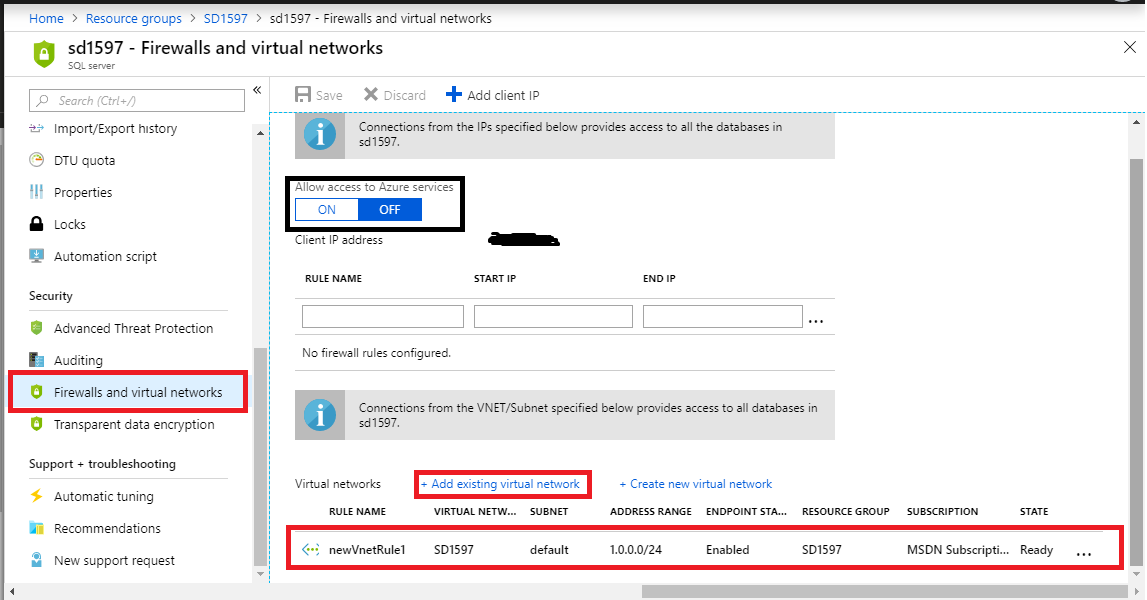 Home > Resource groups > SD1597 > sd1597 - Firewalls and virtual networks
sd1597 - Firewalls and virtual networks
SQL server
Search (Ctrl+/)
Import/Export history
DTU quota
Properties
Locks
Automation script
Security
Advanced Threat Protection
Auditing
Firewalls and virtual networks
Transparent data encryption
Support + troubleshooting
Automatic tuning
Recommendations
New support request
Save Discard Add client IP
Connections from the IPs specified below provides access to all the databases in
sd1597.
Allow access to Azure services
ON OFF
Client IP address
RULE NAME START IP END IP
...
No firewall rules configured.
Connections from the VNET/Subnet specified below provides access to all databases in
sd1597.
Virtual networks + Add existing virtual network + Create new virtual network
RULE NAME VIRTUAL NETW... SUBNET ADDRESS RANGE ENDPOINT STA... RESOURCE GROUP SUBSCRIPTION STATE
newVnetRule1 SD1597 default 1.0.0.0/24 Enabled SD1597 MSDN Subscripti... Ready ...